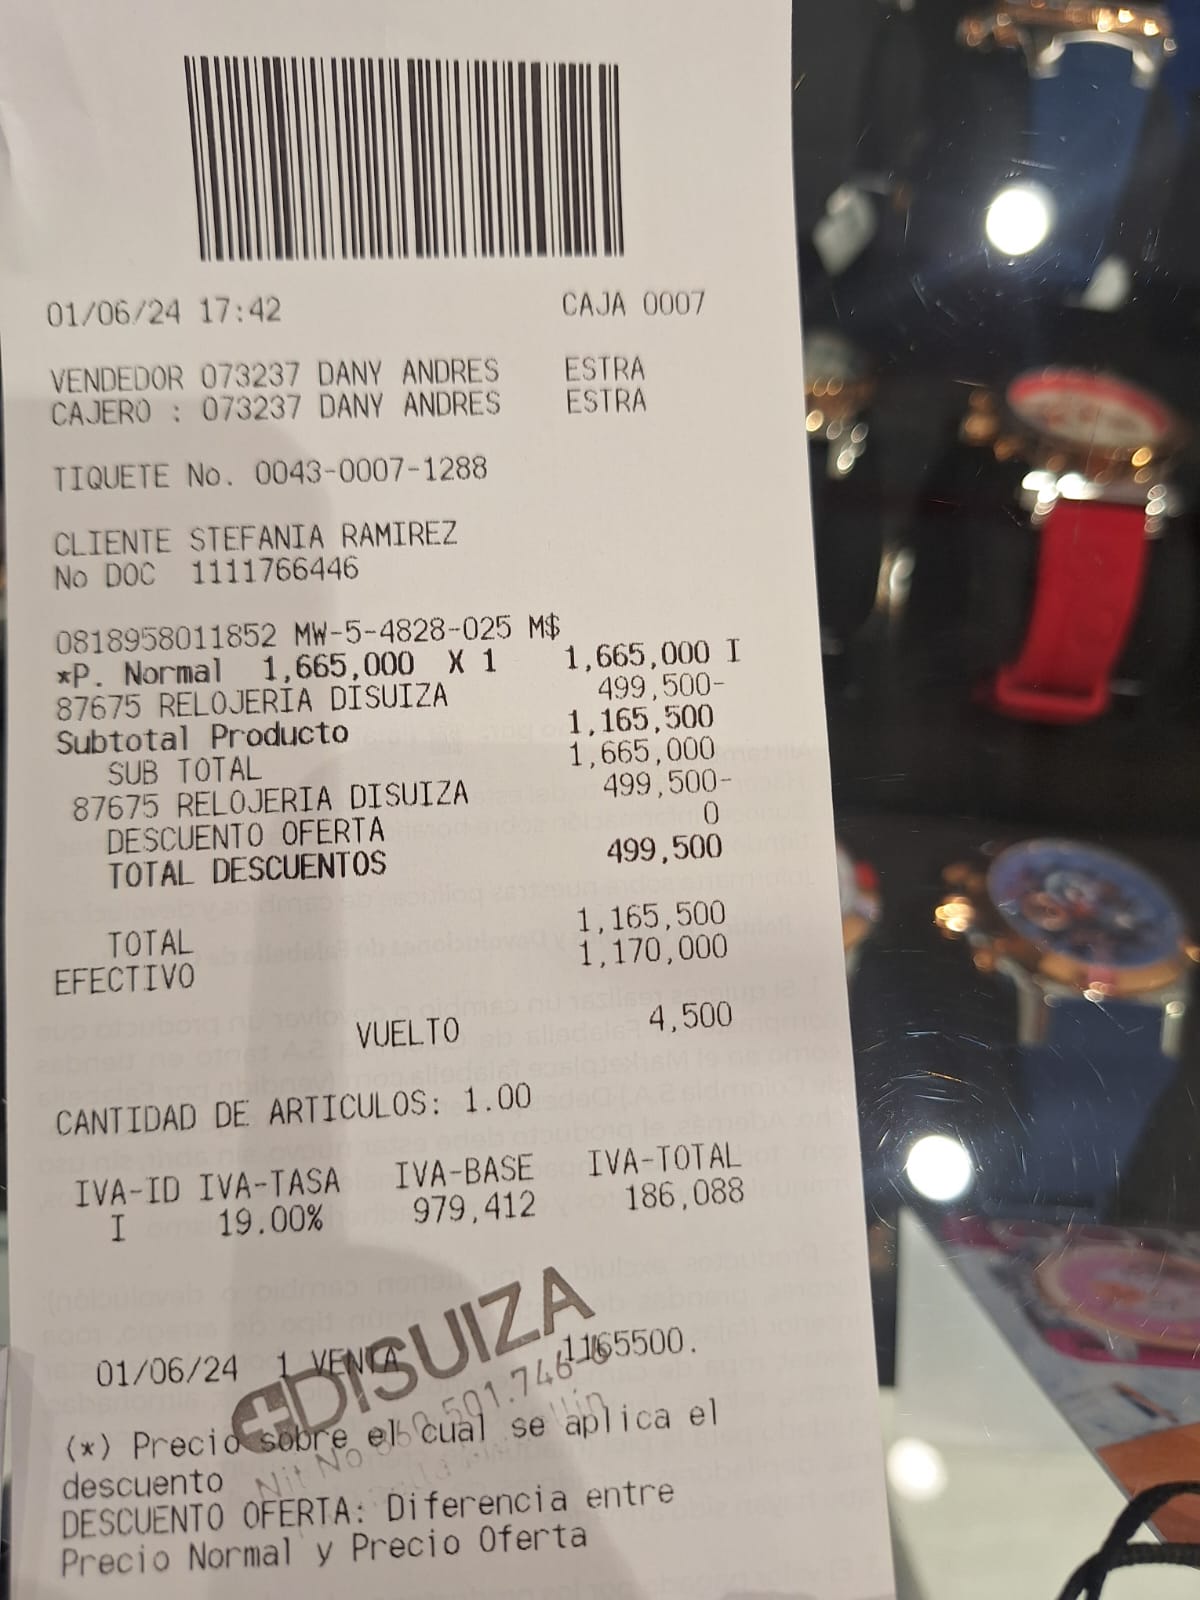 01/06/24 17:42 CAJA 0007
VENDEDOR 073237 DANY ANDRES ESTRA
CAJERO : 073237 DANY ANDRES ESTRA
TIQUETE No. 0043-0007-1288
CLIENTE STEFANIA RAMIREZ
No DOC 1111766446
0818958011852 MW-5-4828-025 M$
*P. Normal 1,665,000 X 1 1,665,000 I
87675 RELOJERIA DISUIZA 499,500-
Subtotal Producto 1,165,500
SUB TOTAL 1,665,000
87675 RELOJERIA DISUIZA 499,500-
DESCUENTO OFERTA 0
TOTAL DESCUENTOS 499,500
TOTAL 1,165,500
EFECTIVO 1,170,000
VUELTO 4,500
CANTIDAD DE ARTICULOS: 1.00
IVA-ID IVA-TASA IVA-BASE IVA-TOTAL
I 19.00% 979,412 186,088
DISUIZA
01/06/24 1 VENTA 1165500.
Nit No 501.746-
(*) Precio sobre el cual se aplica el
descuento
DESCUENTO OFERTA: Diferencia entre
Precio Normal y Precio Oferta